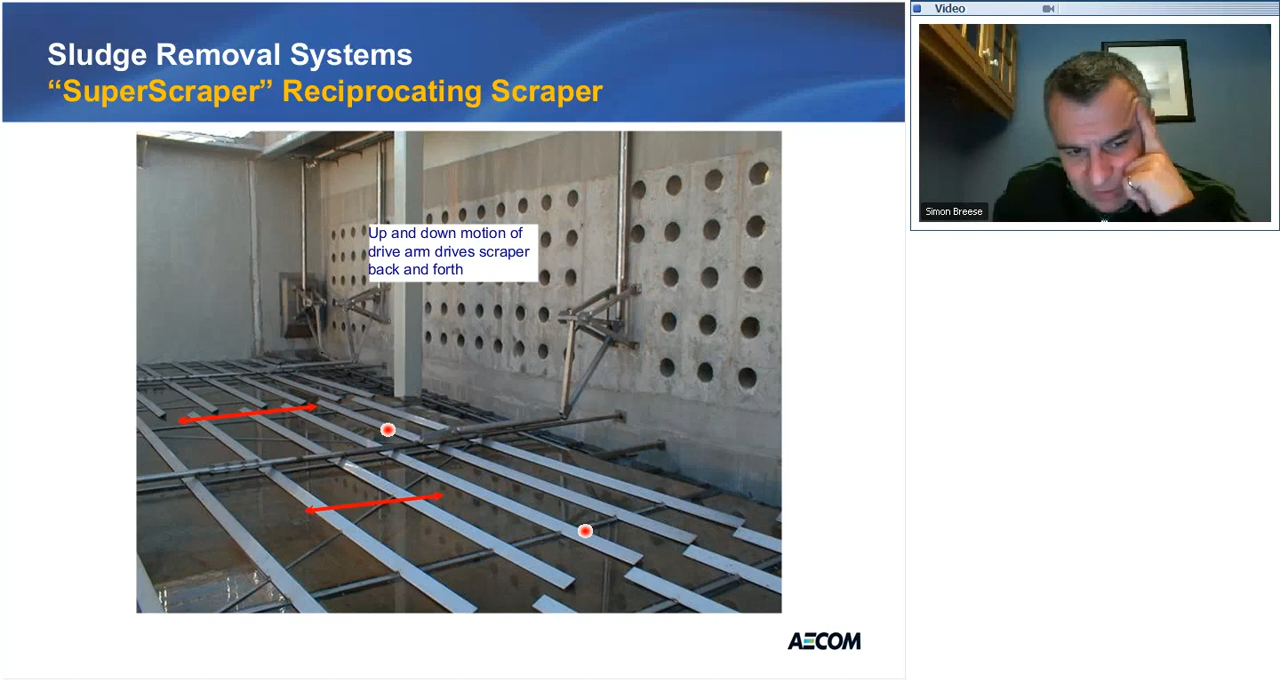 Sludge Removal Systems
“SuperScraper” Reciprocating Scraper
Up and down motion of
drive arm drives scraper
back and forth
AECOM
Video
Simon Breese